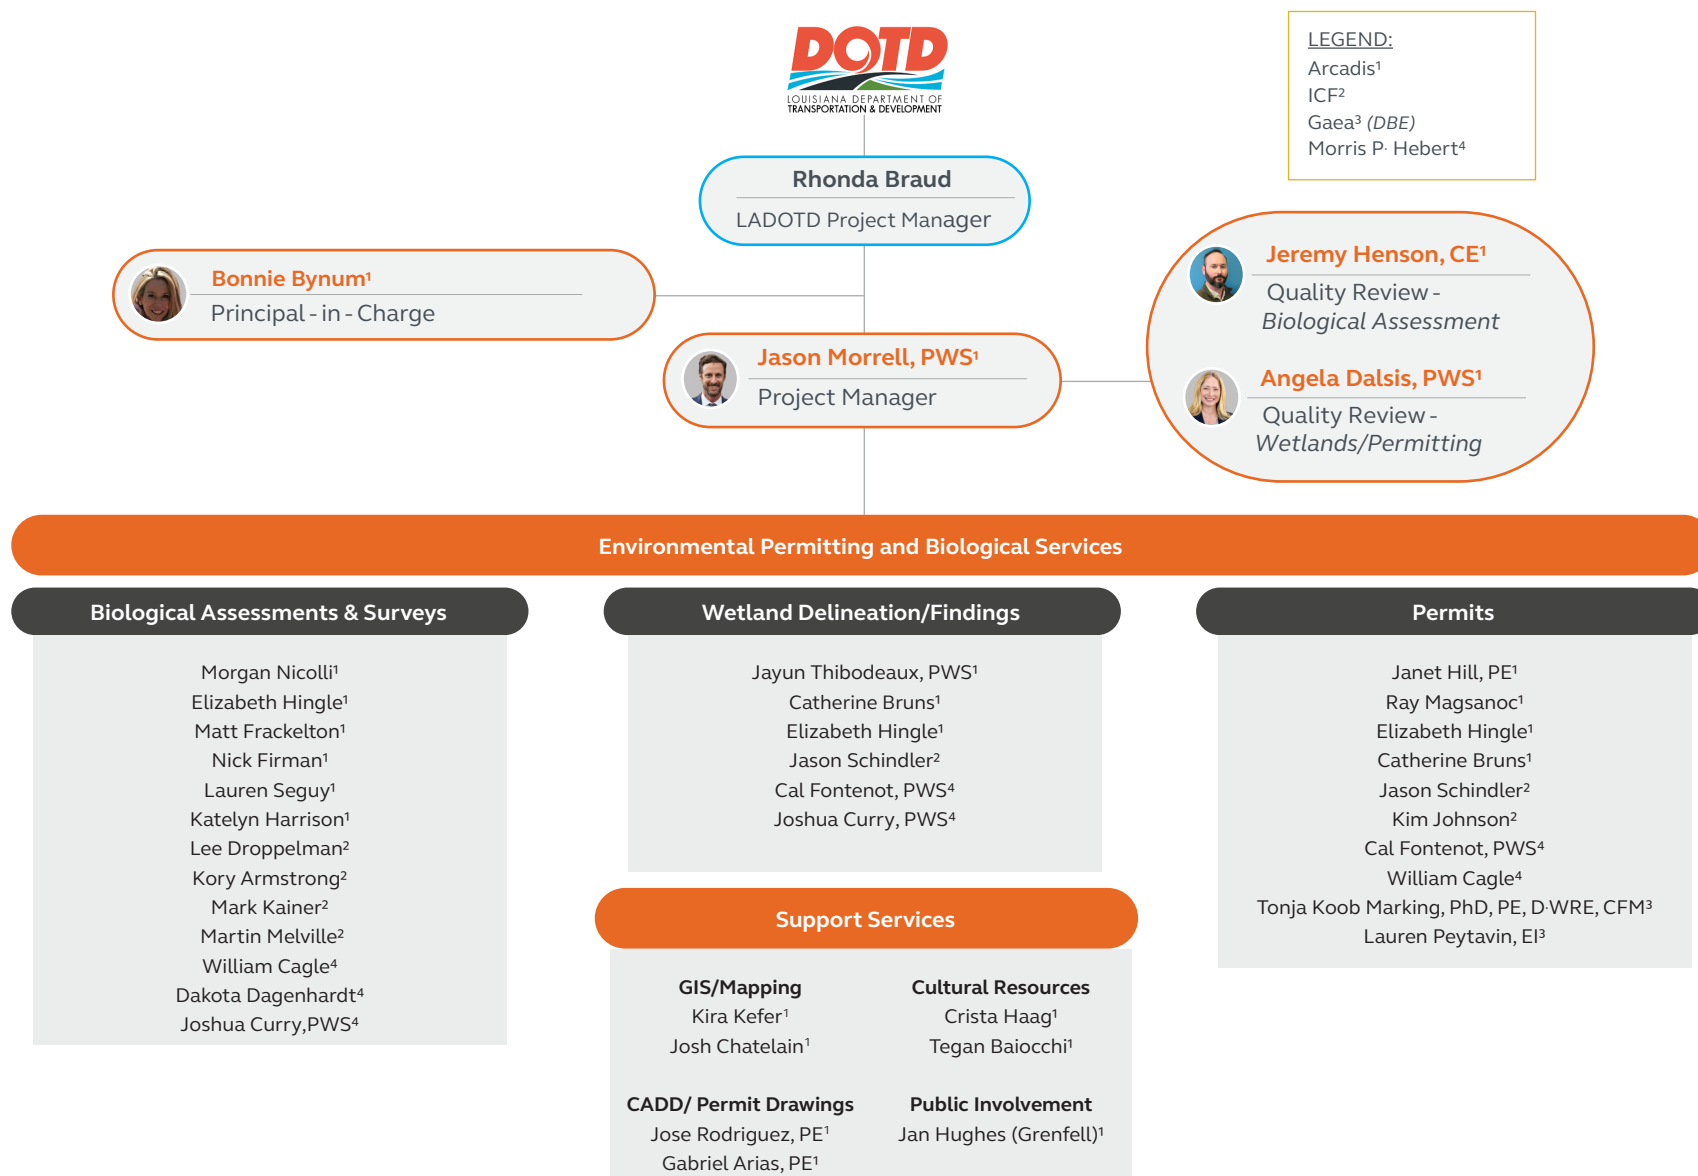 DOTD
LOUISIANA DEPARTMENT OF
TRANSPORTATION & DEVELOPMENT
LEGEND:
Arcadis¹
ICF²
Gaea³ (DBE)
Morris P· Hebert⁴
Rhonda Braud
LADOTD Project Manager
Bonnie Bynum¹
Principal - in - Charge
Jason Morrell, PWS¹
Project Manager
Jeremy Henson, CE¹
Quality Review -
Biological Assessment
Angela Dalsis, PWS¹
Quality Review -
Wetlands/Permitting
Environmental Permitting and Biological Services
Biological Assessments & Surveys
Morgan Nicolli¹
Elizabeth Hingle¹
Matt Frackelton¹
Nick Firman¹
Lauren Seguy¹
Katelyn Harrison¹
Lee Droppelman²
Kory Armstrong²
Mark Kainer²
Martin Melville²
William Cagle⁴
Dakota Dagenhardt⁴
Joshua Curry,PWS⁴
Wetland Delineation/Findings
Jayun Thibodeaux, PWS¹
Catherine Bruns¹
Elizabeth Hingle¹
Jason Schindler²
Cal Fontenot, PWS⁴
Joshua Curry, PWS⁴
Permits
Janet Hill, PE¹
Ray Magsanoc¹
Elizabeth Hingle¹
Catherine Bruns¹
Jason Schindler²
Kim Johnson²
Cal Fontenot, PWS⁴
William Cagle⁴
Tonja Koob Marking, PhD, PE, D·WRE, CFM³
Lauren Peytavin, EI³
Support Services
GIS/Mapping
Kira Kefer¹
Josh Chatelain¹
Cultural Resources
Crista Haag¹
Tegan Baiocchi¹
CADD/ Permit Drawings
Jose Rodriguez, PE¹
Gabriel Arias, PE¹
Public Involvement
Jan Hughes (Grenfell)¹